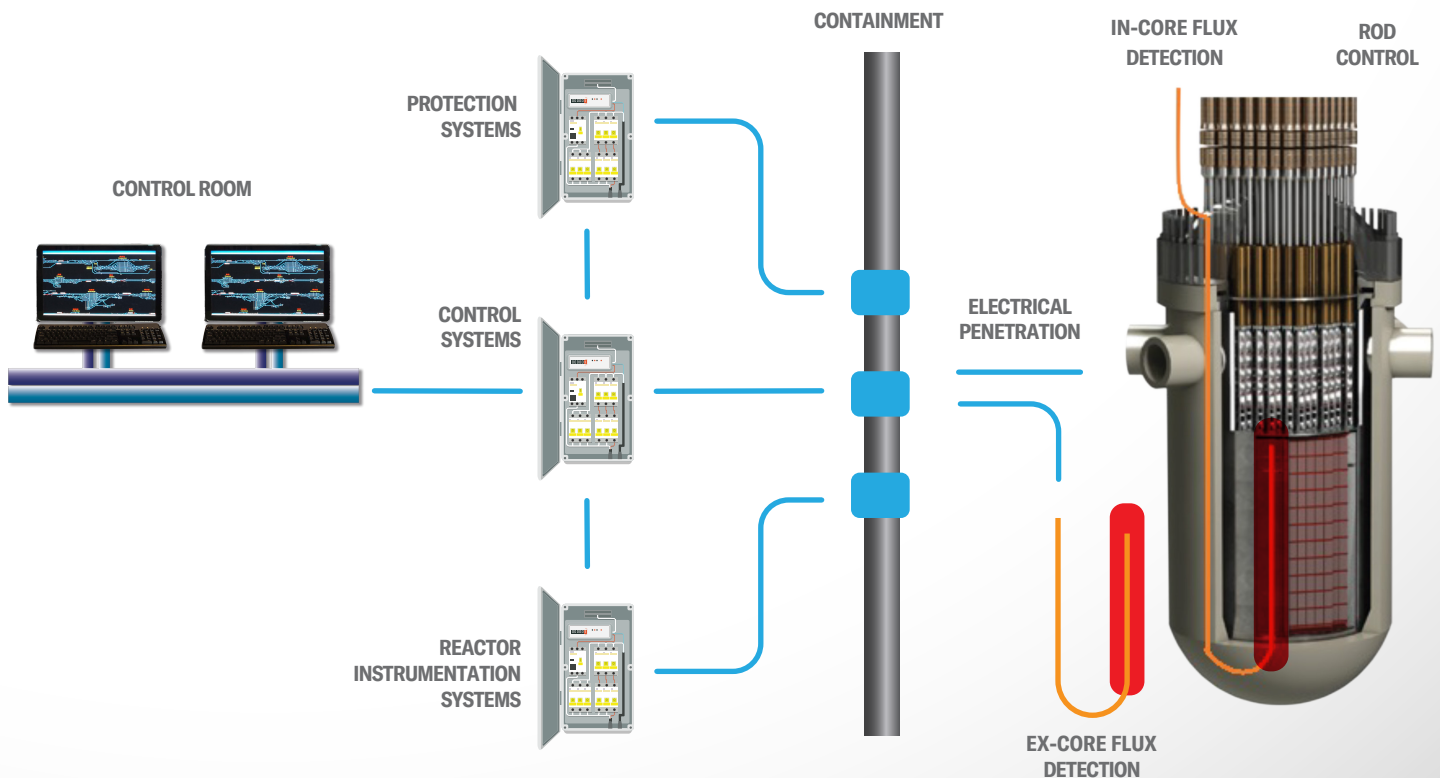 CONTAINMENT
IN-CORE FLUX
DETECTION
ROD
CONTROL
PROTECTION
SYSTEMS
CONTROL ROOM
CONTROL
SYSTEMS
ELECTRICAL
PENETRATION
REACTOR
INSTRUMENTATION
SYSTEMS
EX-CORE FLUX
DETECTION